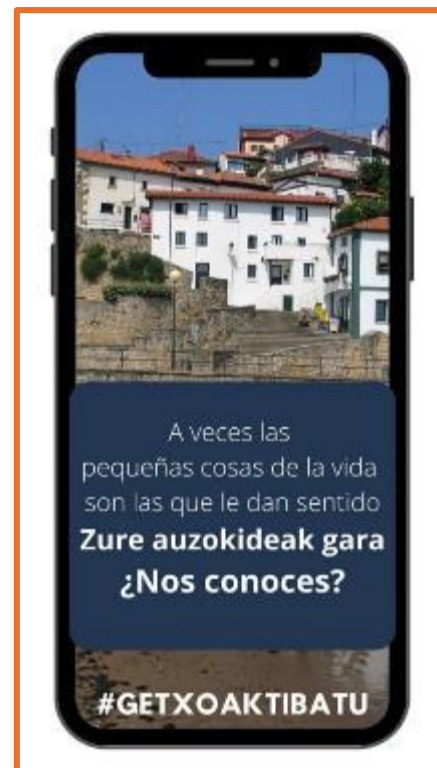 A veces las
pequeñas cosas de la vida
son las que le dan sentido
Zure auzokideak gara
¿Nos conoces?
#GETXOAKTIBATU